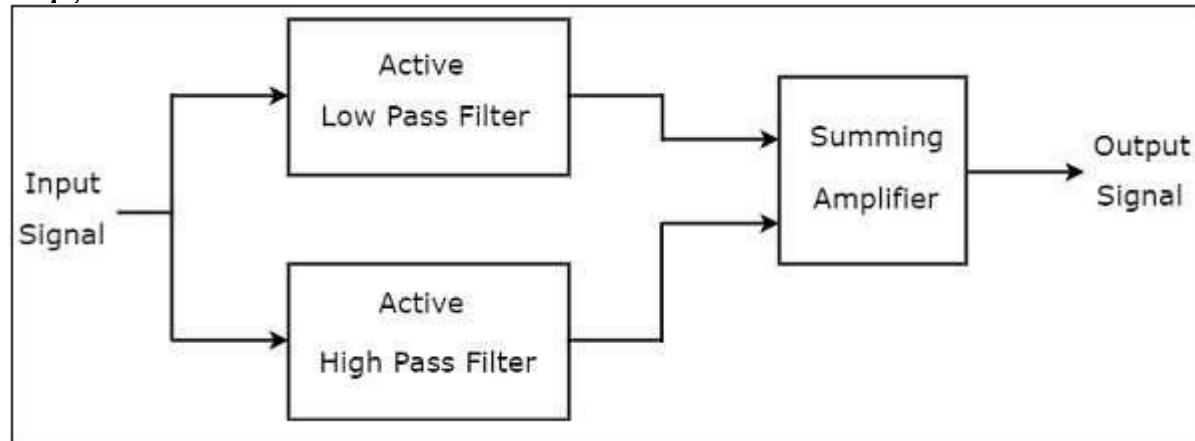 Active
Low Pass Filter
Summing
Amplifier
Output
Signal
Input
Signal
Active
High Pass Filter